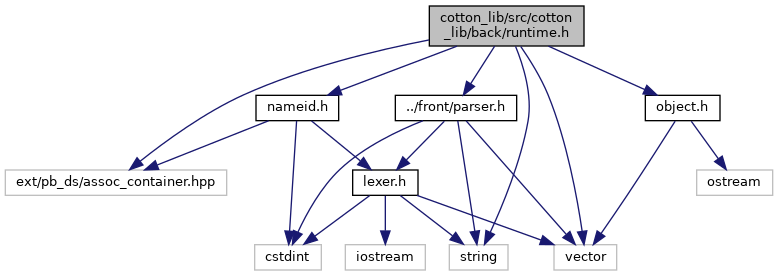 cotton_lib/src/cotton
_lib/back/runtime.h
nameid.h
../front/parser.h
object.h
ext/pb_ds/assoc_container.hpp
lexer.h
ostream
cstdint
iostream
string
vector